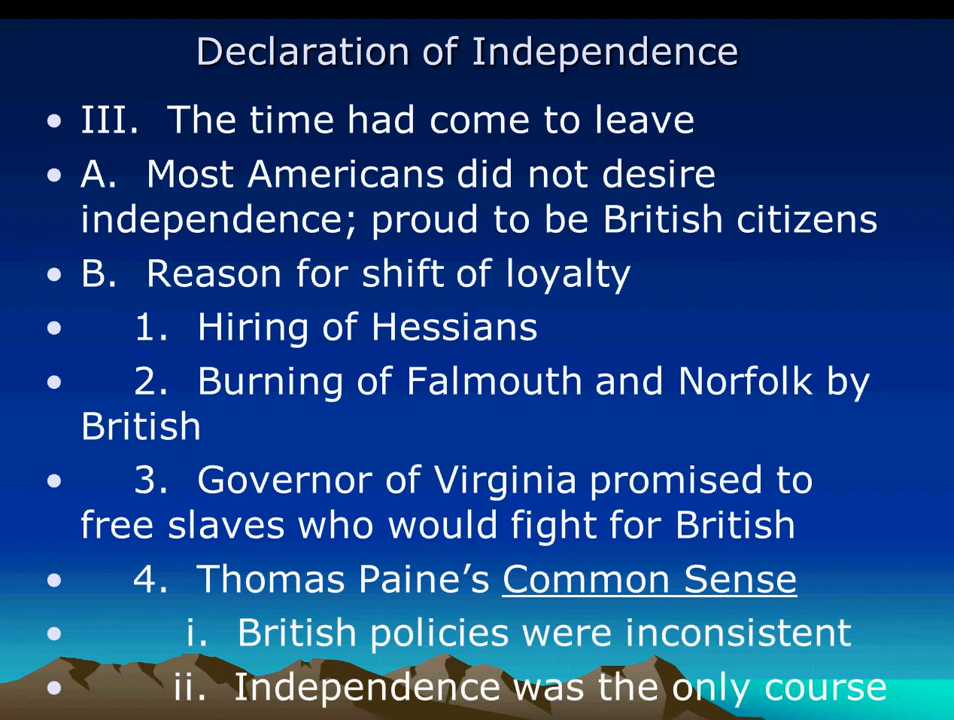 Declaration of Independence
• III. The time had come to leave
• A. Most Americans did not desire
independence; proud to be British citizens
• B. Reason for shift of loyalty
• 1. Hiring of Hessians
• 2. Burning of Falmouth and Norfolk by
British
• 3. Governor of Virginia promised to
free slaves who would fight for British
• 4. Thomas Paine’s Common Sense
• i. British policies were inconsistent
• ii. Independence was the only course